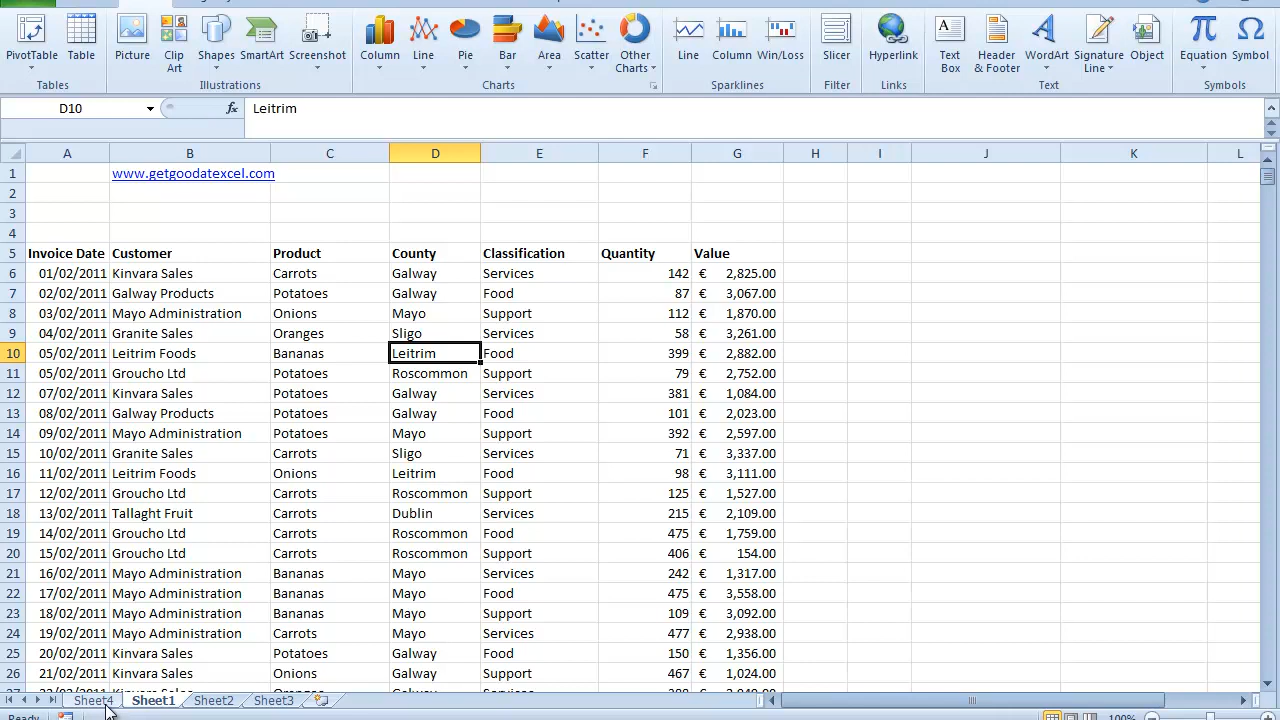 PivotTable Table Picture Clip Art Shapes SmartArt Screenshot Column Line Pie Bar Area Scatter Other Charts Line Column Win/Loss Slicer Hyperlink Text Box Header & Footer WordArt Signature Line Object Equation Symbol
Tables Illustrations Charts Sparklines Filter Links Text Symbols
D10 fx Leitrim
A B C D E F G H I J K L
1 www.getgoodatexcel.com
2
3
4
5 Invoice Date Customer Product County Classification Quantity Value
6 01/02/2011 Kinvara Sales Carrots Galway Services 142 € 2,825.00
7 02/02/2011 Galway Products Potatoes Galway Food 87 € 3,067.00
8 03/02/2011 Mayo Administration Onions Mayo Support 112 € 1,870.00
9 04/02/2011 Granite Sales Oranges Sligo Services 58 € 3,261.00
10 05/02/2011 Leitrim Foods Bananas Leitrim Food 399 € 2,882.00
11 05/02/2011 Groucho Ltd Potatoes Roscommon Support 79 € 2,752.00
12 07/02/2011 Kinvara Sales Potatoes Galway Services 381 € 1,084.00
13 08/02/2011 Galway Products Potatoes Galway Food 101 € 2,023.00
14 09/02/2011 Mayo Administration Potatoes Mayo Support 392 € 2,597.00
15 10/02/2011 Granite Sales Carrots Sligo Services 71 € 3,337.00
16 11/02/2011 Leitrim Foods Onions Leitrim Food 98 € 3,111.00
17 12/02/2011 Groucho Ltd Carrots Roscommon Support 125 € 1,527.00
18 13/02/2011 Tallaght Fruit Carrots Dublin Services 215 € 2,109.00
19 14/02/2011 Groucho Ltd Carrots Roscommon Food 475 € 1,759.00
20 15/02/2011 Groucho Ltd Carrots Roscommon Support 406 € 154.00
21 16/02/2011 Mayo Administration Bananas Mayo Services 242 € 1,317.00
22 17/02/2011 Mayo Administration Bananas Mayo Food 475 € 3,558.00
23 18/02/2011 Mayo Administration Bananas Mayo Support 109 € 3,092.00
24 19/02/2011 Mayo Administration Carrots Mayo Services 477 € 2,938.00
25 20/02/2011 Kinvara Sales Potatoes Galway Food 150 € 1,356.00
26 21/02/2011 Kinvara Sales Onions Galway Support 467 € 1,024.00
Sheet4 Sheet1 Sheet2 Sheet3
Ready 100%